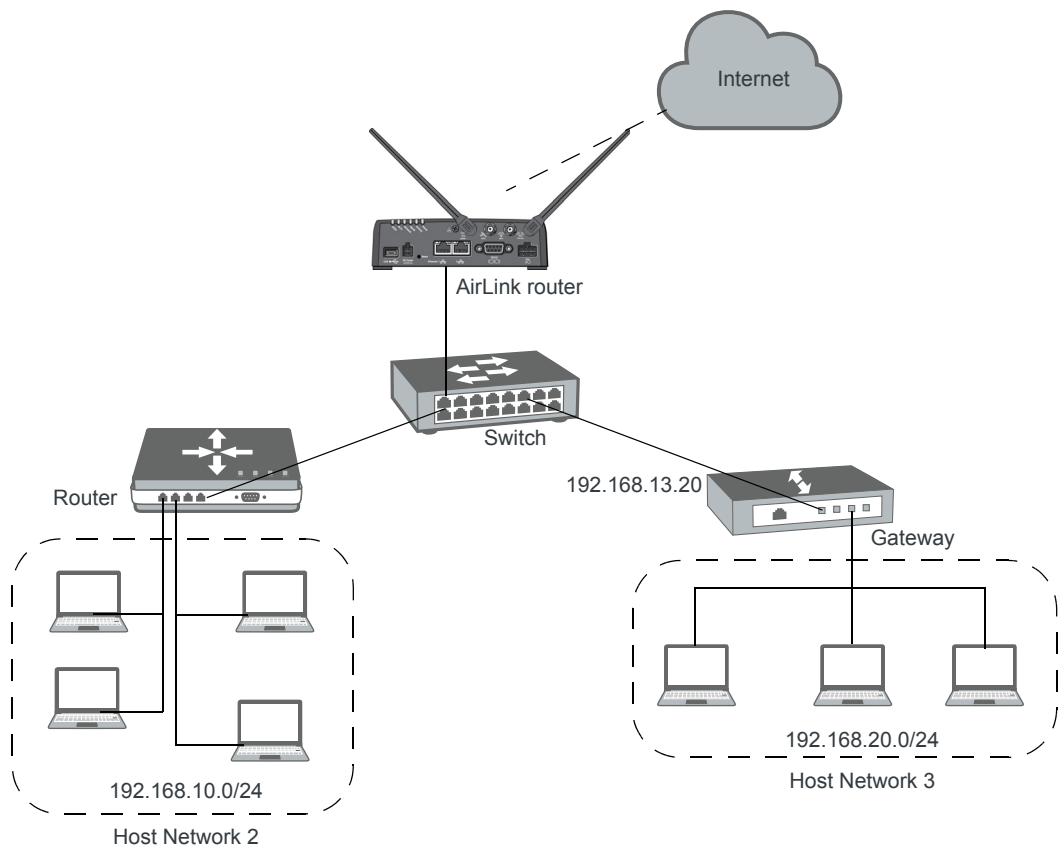 Internet
AirLink router
Switch
Router
192.168.13.20
Gateway
192.168.20.0/24
Host Network 3
192.168.10.0/24
Host Network 2